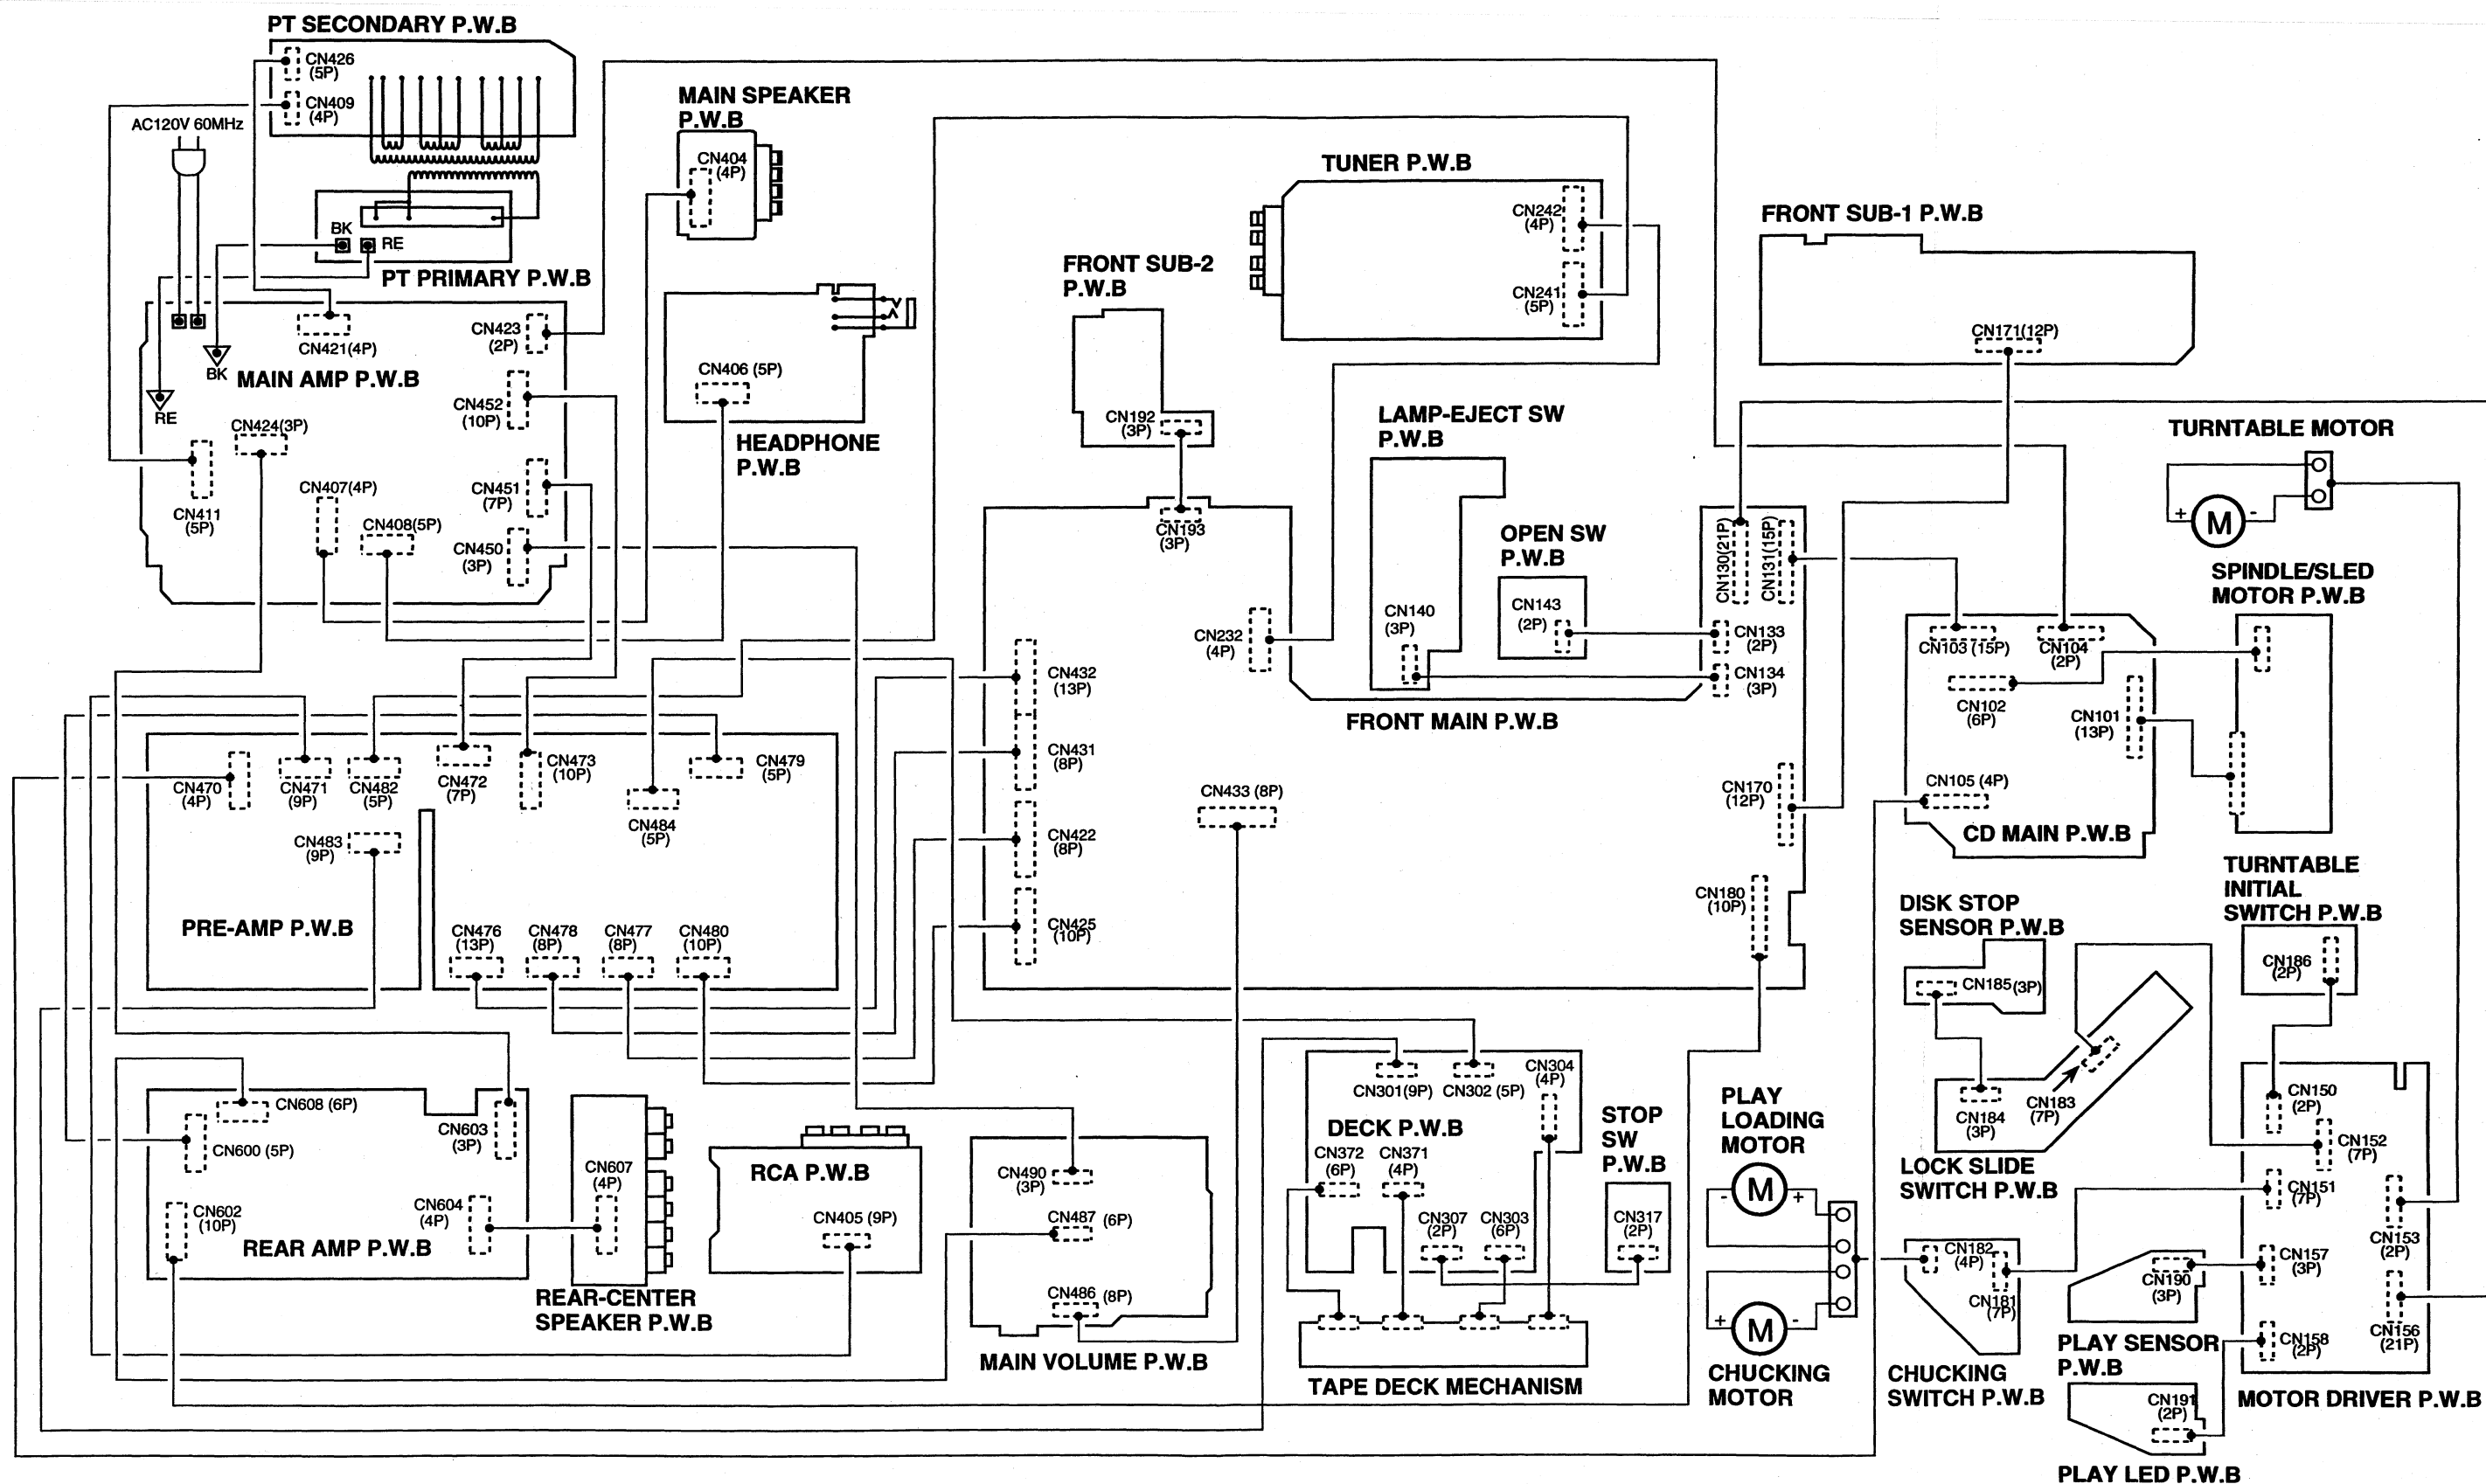 PT SECONDARY P.W.B
CN426
(5P)
CN409
(4P)
AC120V 60MHz
BK
RE
PT PRIMARY P.W.B
MAIN SPEAKER
P.W.B
CN404
(4P)
TUNER P.W.B
CN242
(4P)
CN241
(5P)
FRONT SUB-1 P.W.B
CN171(12P)
FRONT SUB-2
P.W.B
CN192
(3P)
CN421(4P)
CN423
(2P)
BK
MAIN AMP P.W.B
RE
CN452
(10P)
CN424(3P)
CN411
(5P)
CN407(4P)
CN408(5P)
CN451
(7P)
CN450
(3P)
CN406 (5P)
HEADPHONE
P.W.B
LAMP-EJECT SW
P.W.B
CN140
(3P)
OPEN SW
P.W.B
CN143
(2P)
CN193
(3P)
CN130(21P)
CN131(15P)
CN232
(4P)
CN133
(2P)
CN134
(3P)
FRONT MAIN P.W.B
CN432
(13P)
CN431
(8P)
CN422
(8P)
CN425
(10P)
CN433 (8P)
CN170
(12P)
CN180
(10P)
TURNTABLE MOTOR
+
M
-
SPINDLE/SLED
MOTOR P.W.B
CN103 (15P)
CN104
(2P)
CN102
(6P)
CN101
(13P)
CN105 (4P)
CD MAIN P.W.B
CN470
(4P)
CN471
(9P)
CN482
(5P)
CN472
(7P)
CN473
(10P)
CN484
(5P)
CN479
(5P)
CN483
(9P)
PRE-AMP P.W.B
CN476
(13P)
CN478
(8P)
CN477
(8P)
CN480
(10P)
TURNTABLE
INITIAL
SWITCH P.W.B
CN186
(2P)
DISK STOP
SENSOR P.W.B
CN185(3P)
CN184
(3P)
CN183
(7P)
LOCK SLIDE
SWITCH P.W.B
CN608 (6P)
CN600 (5P)
CN603
(3P)
CN602
(10P)
CN604
(4P)
REAR AMP P.W.B
CN607
(4P)
REAR-CENTER
SPEAKER P.W.B
RCA P.W.B
CN405 (9P)
CN490
(3P)
CN487 (6P)
CN486 (8P)
MAIN VOLUME P.W.B
CN301(9P)
CN302 (5P)
CN304
(4P)
DECK P.W.B
CN372
(6P)
CN371
(4P)
CN307
(2P)
CN303
(6P)
TAPE DECK MECHANISM
STOP
SW
P.W.B
CN317
(2P)
PLAY
LOADING
MOTOR
-
M
+
+
M
-
CHUCKING
MOTOR
CN182
(4P)
CN181
(7P)
CHUCKING
SWITCH P.W.B
CN150
(2P)
CN152
(7P)
CN151
(7P)
CN153
(2P)
CN157
(3P)
CN156
(21P)
CN158
(2P)
MOTOR DRIVER P.W.B
CN190
(3P)
PLAY SENSOR
P.W.B
CN191
(2P)
PLAY LED P.W.B